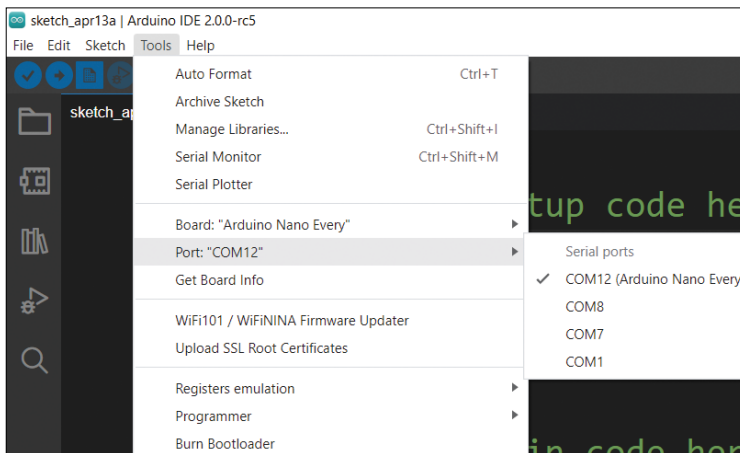 sketch_apr13a | Arduino IDE 2.0.0-rc5
File Edit Sketch Tools Help
sketch_a
Auto Format Ctrl+T
Archive Sketch
Manage Libraries... Ctrl+Shift+I
Serial Monitor Ctrl+Shift+M
Serial Plotter
tup code he
Board: "Arduino Nano Every"
Port: "COM12"
Get Board Info
Serial ports
COM12 (Arduino Nano Every
COM8
COM7
COM1
WiFi101 / WiFiNINA Firmware Updater
Upload SSL Root Certificates
Registers emulation
Programmer
Burn Bootloader
in code her